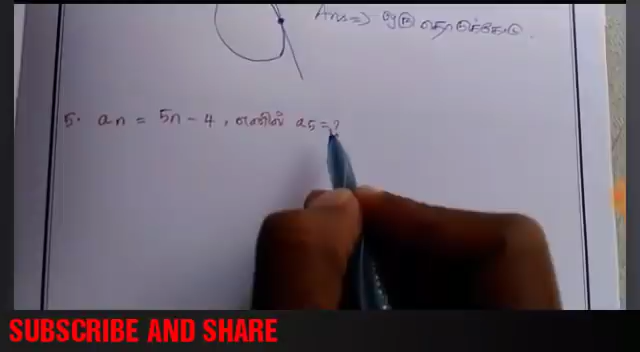 Ans => ஒரு தொடுகோடு.
5. an = 5n - 4, எனில் a5 = ?
SUBSCRIBE AND SHARE